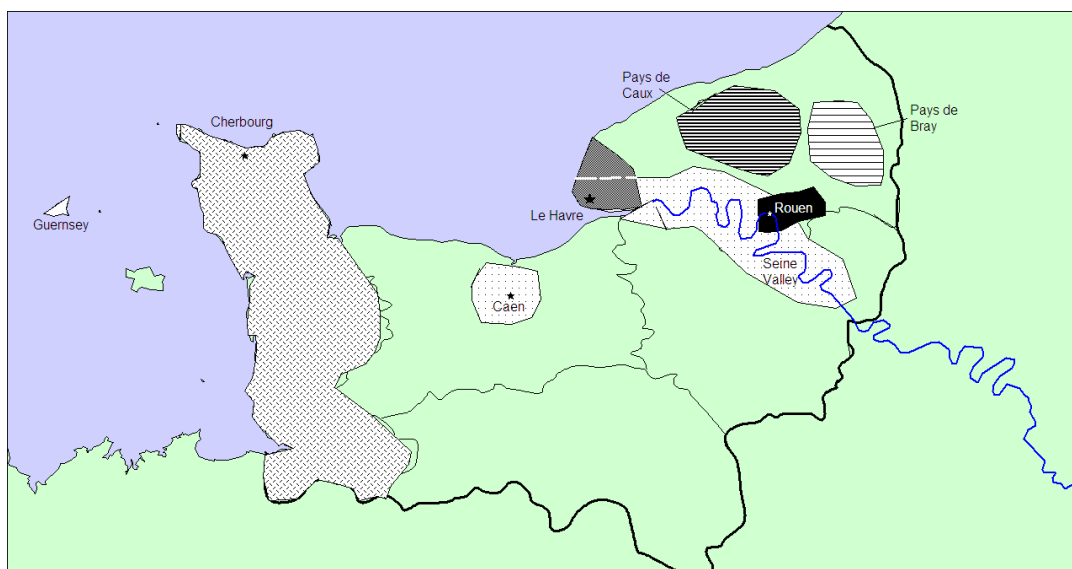 Pays de
Caux
Pays de
Bray
Cherbourg
Guernsey
Le Havre
Rouen
Seine
Valley
Caen